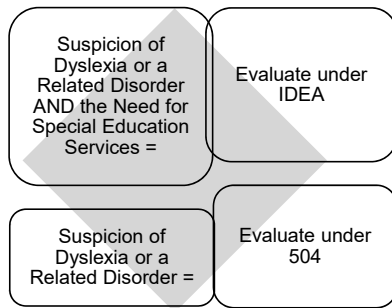 Suspicion of
Dyslexia or a
Related Disorder
AND the Need for
Special Education
Services =
Evaluate under
IDEA
Suspicion of
Dyslexia or a
Related Disorder =
Evaluate under
504